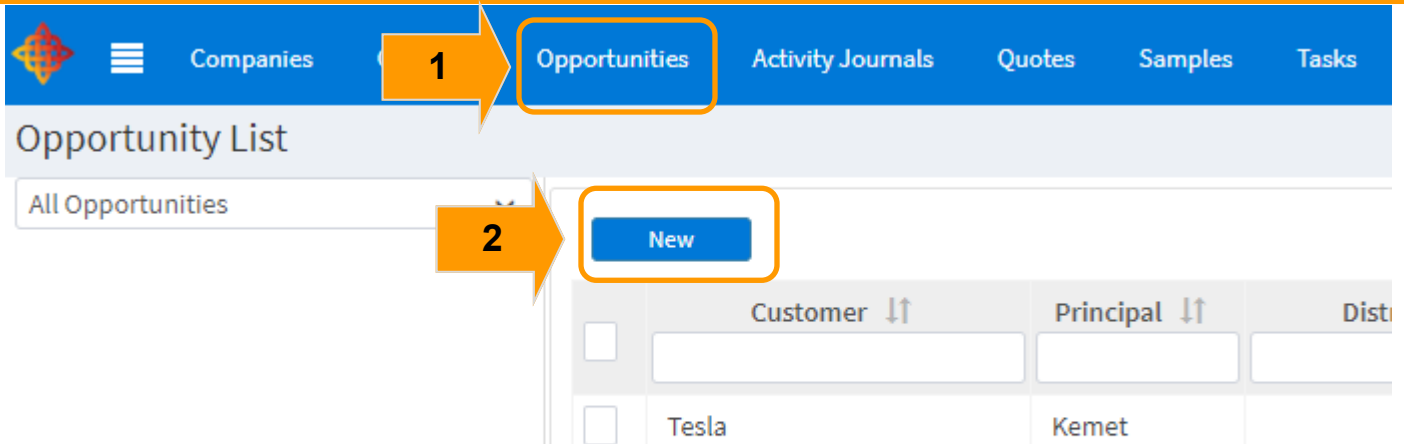 Companies 1 Opportunities Activity Journals Quotes Samples Tasks
Opportunity List
All Opportunities
2 New
Customer Principal
Tesla Kemet